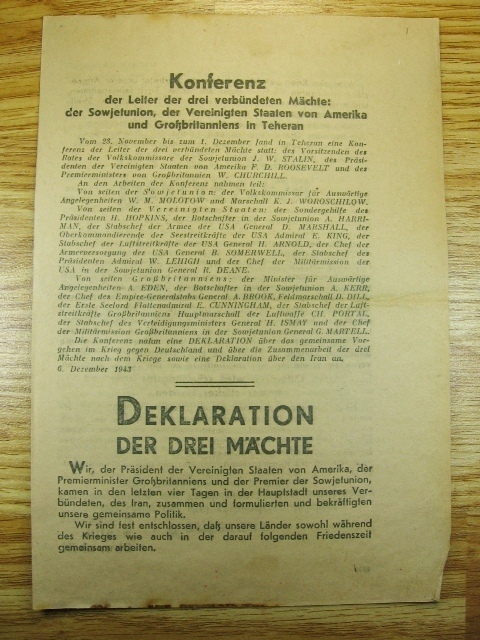 Konferenz
der Leiter der drei verbündeten Mächte:
der Sowjetunion, der Vereinigten Staaten von Amerika
und Großbritanniens in Teheran
Vom 28. November bis zum 1. Dezember fand in Teheran eine Kon-
ferenz der Leiter der drei verbündeten Mächte statt: des Vorsitzenden des
Rates der Volkskommissare der Sowjetunion J. W. STALIN, des Präsi-
denten der Vereinigten Staaten von Amerika F. D. ROOSEVELT und des
Premierministers von Großbritannien W. CHURCHILL.
An den Arbeiten der Konferenz nahmen teil:
Von seiten der Sowjetunion: der Volkskommissar für Auswärtige
Angelegenheiten W. M. MOLOTOW und Marschall K. J. WOROSCHILOW.
Von seiten der Vereinigten Staaten: der Sondergehilfe des
Präsidenten H. HOPKINS, der Botschafter in der Sowjetunion A. HARRI-
MAN, der Stabschef der Armee der USA General D. MARSHALL, der
Oberkommandierende der Seestreitkräfte der USA Admiral E. KING, der
Stabschef der Luftstreitkräfte der USA General H. ARNOLD, der Chef der
Armeeversorgung der USA General B. SOMERWELL, der Stabschef des
Präsidenten Admiral W. LEHIGH und der Chef der Militärmission der
USA in der Sowjetunion General R. DEANE.
Von seiten Großbritanniens: der Minister für Auswärtige
Angelegenheiten A. EDEN, der Botschafter in der Sowjetunion A. KERR,
der Chef des Empire-Generalstabs General A. BROOK, Feldmarschall D. DILL,
der Erste Seelord Flottenadmiral E. CUNNINGHAM, der Stabschef der Luft-
streitkräfte Großbritanniens Hauptmarschall der Luftwaffe CH. PORTAL,
der Stabschef des Verteidigungsministers General H. ISMAY und der Chef
der Militärmission Großbritanniens in der Sowjetunion General G. MARTELL.
Die Konferenz nahm eine DEKLARATION über das gemeinsame Vor-
gehen im Krieg gegen Deutschland und über die Zusammenarbeit der drei
Mächte nach dem Kriege sowie eine Deklaration über den Iran an.
6. Dezember 1943
DEKLARATION
DER DREI MÄCHTE
Wir, der Präsident der Vereinigten Staaten von Amerika, der
Premierminister Großbritanniens und der Premier der Sowjetunion,
kamen in den letzten vier Tagen in der Hauptstadt unseres Ver-
bündeten, des Iran, zusammen und formulierten und bekräftigten
unsere gemeinsame Politik.
Wir sind fest entschlossen, daß unsere Länder sowohl während
des Krieges wie auch in der darauf folgenden Friedenszeit
gemeinsam arbeiten.